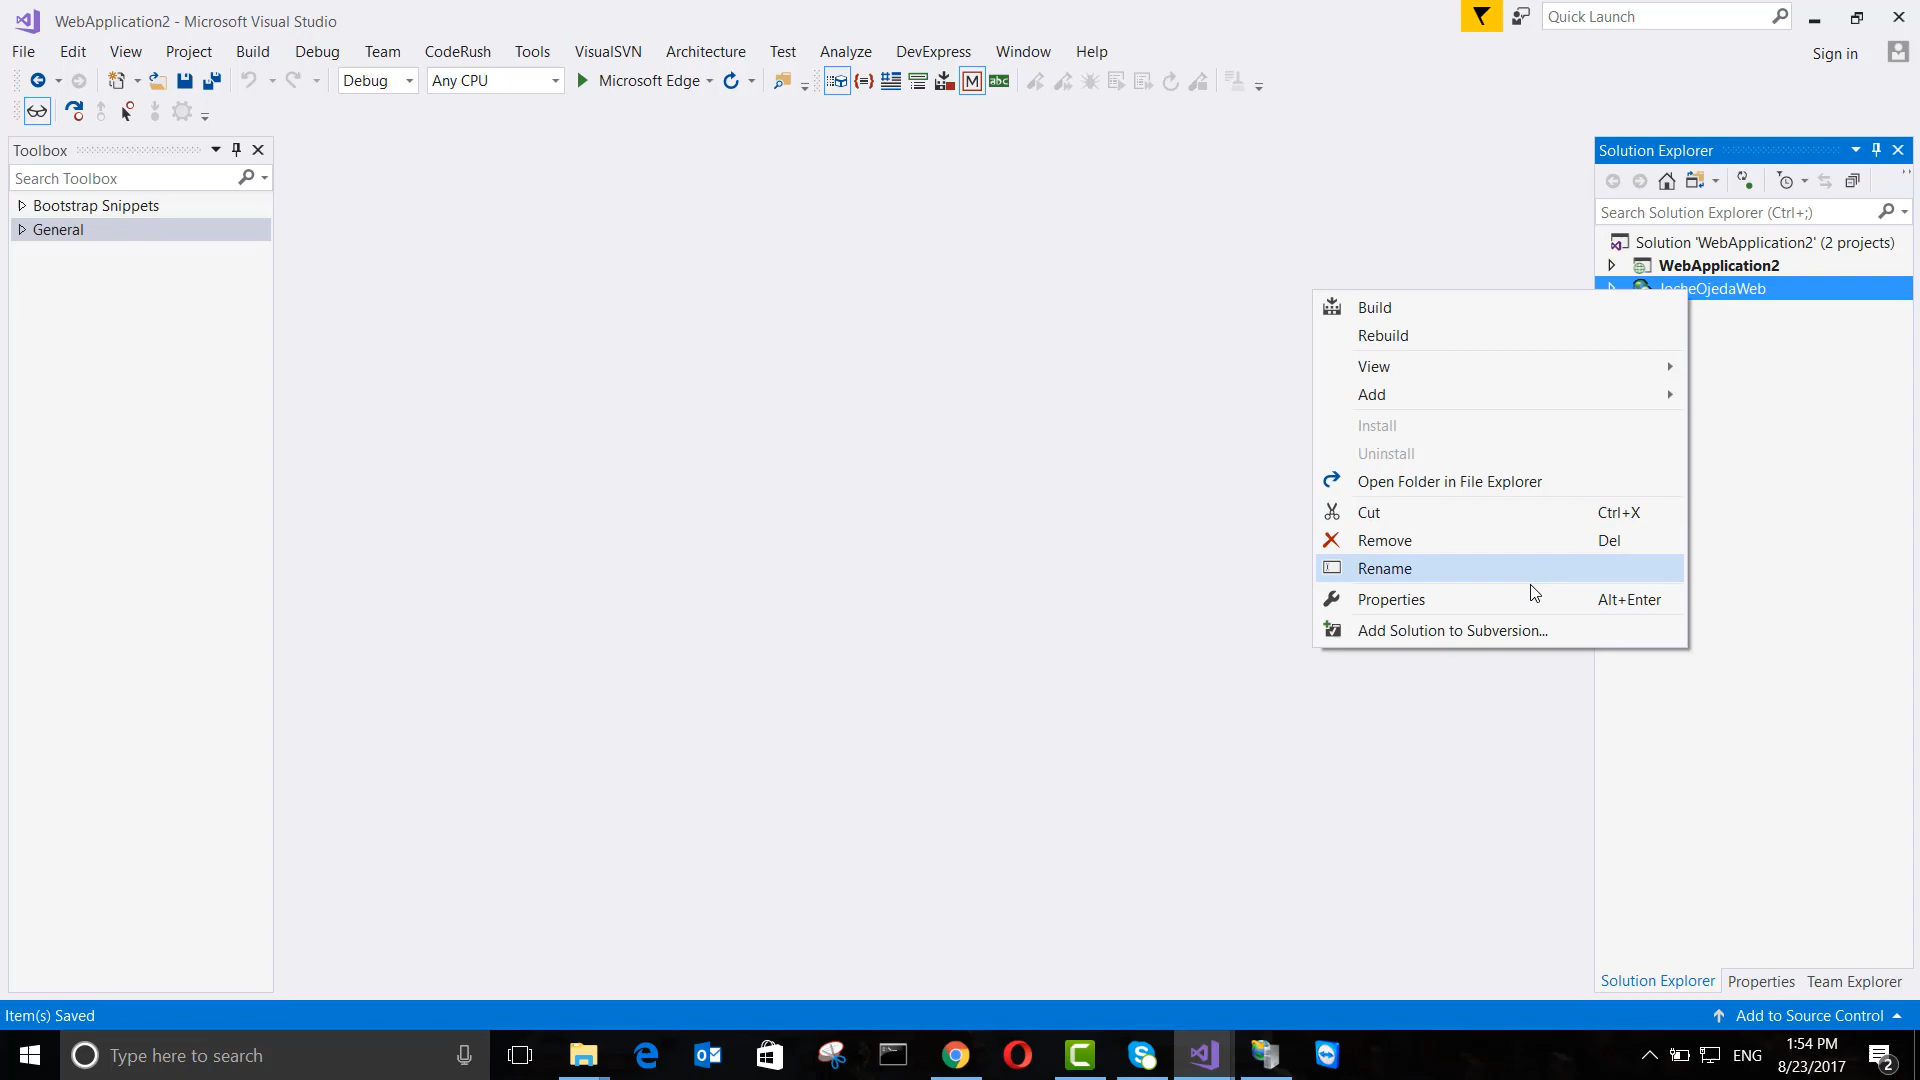 WebApplication2 - Microsoft Visual Studio
Quick Launch
File Edit View Project Build Debug Team CodeRush Tools VisualSVN Architecture Test Analyze DevExpress Window Help
Sign in
Debug Any CPU Microsoft Edge
Toolbox
Search Toolbox
Bootstrap Snippets
General
Solution Explorer
Search Solution Explorer (Ctrl+;)
Solution 'WebApplication2' (2 projects)
WebApplication2
Build
Rebuild
View
Add
Install
Uninstall
Open Folder in File Explorer
Cut Ctrl+X
Remove Del
Rename
Properties Alt+Enter
Add Solution to Subversion...
Solution Explorer Properties Team Explorer
Item(s) Saved
Add to Source Control
Type here to search
ENG
1:54 PM
8/23/2017
2